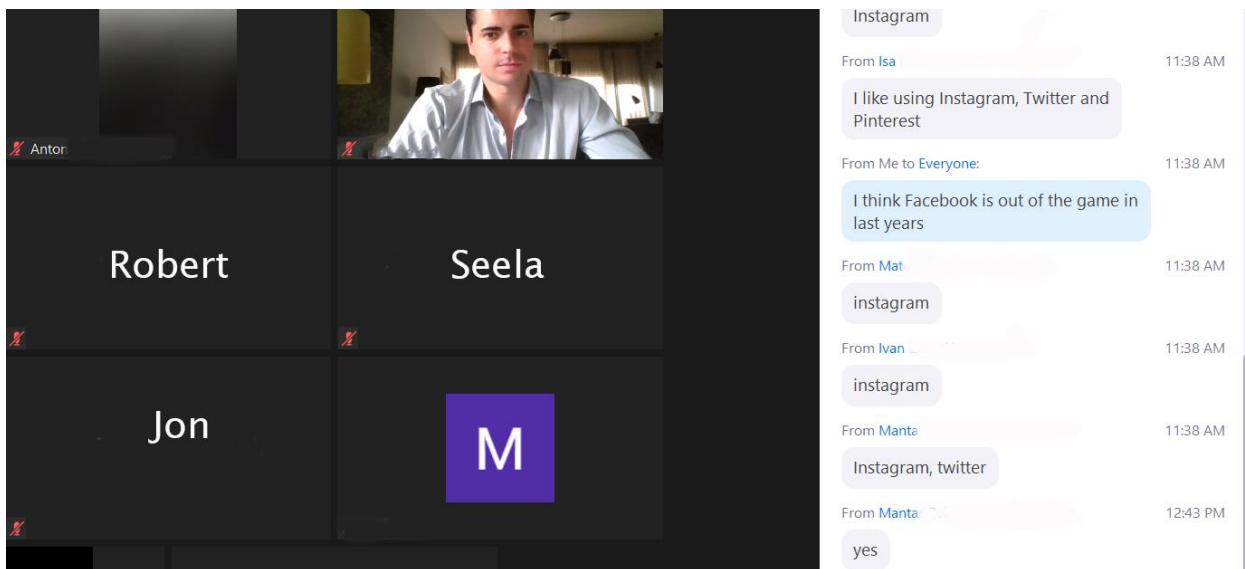 Anton
Robert
Seela
Jon
M
Instagram
From Isa
11:38 AM
I like using Instagram, Twitter and
Pinterest
From Me to Everyone:
11:38 AM
I think Facebook is out of the game in
last years
From Mat
11:38 AM
instagram
From Ivan
11:38 AM
instagram
From Manta
11:38 AM
Instagram, twitter
From Manta
12:43 PM
yes